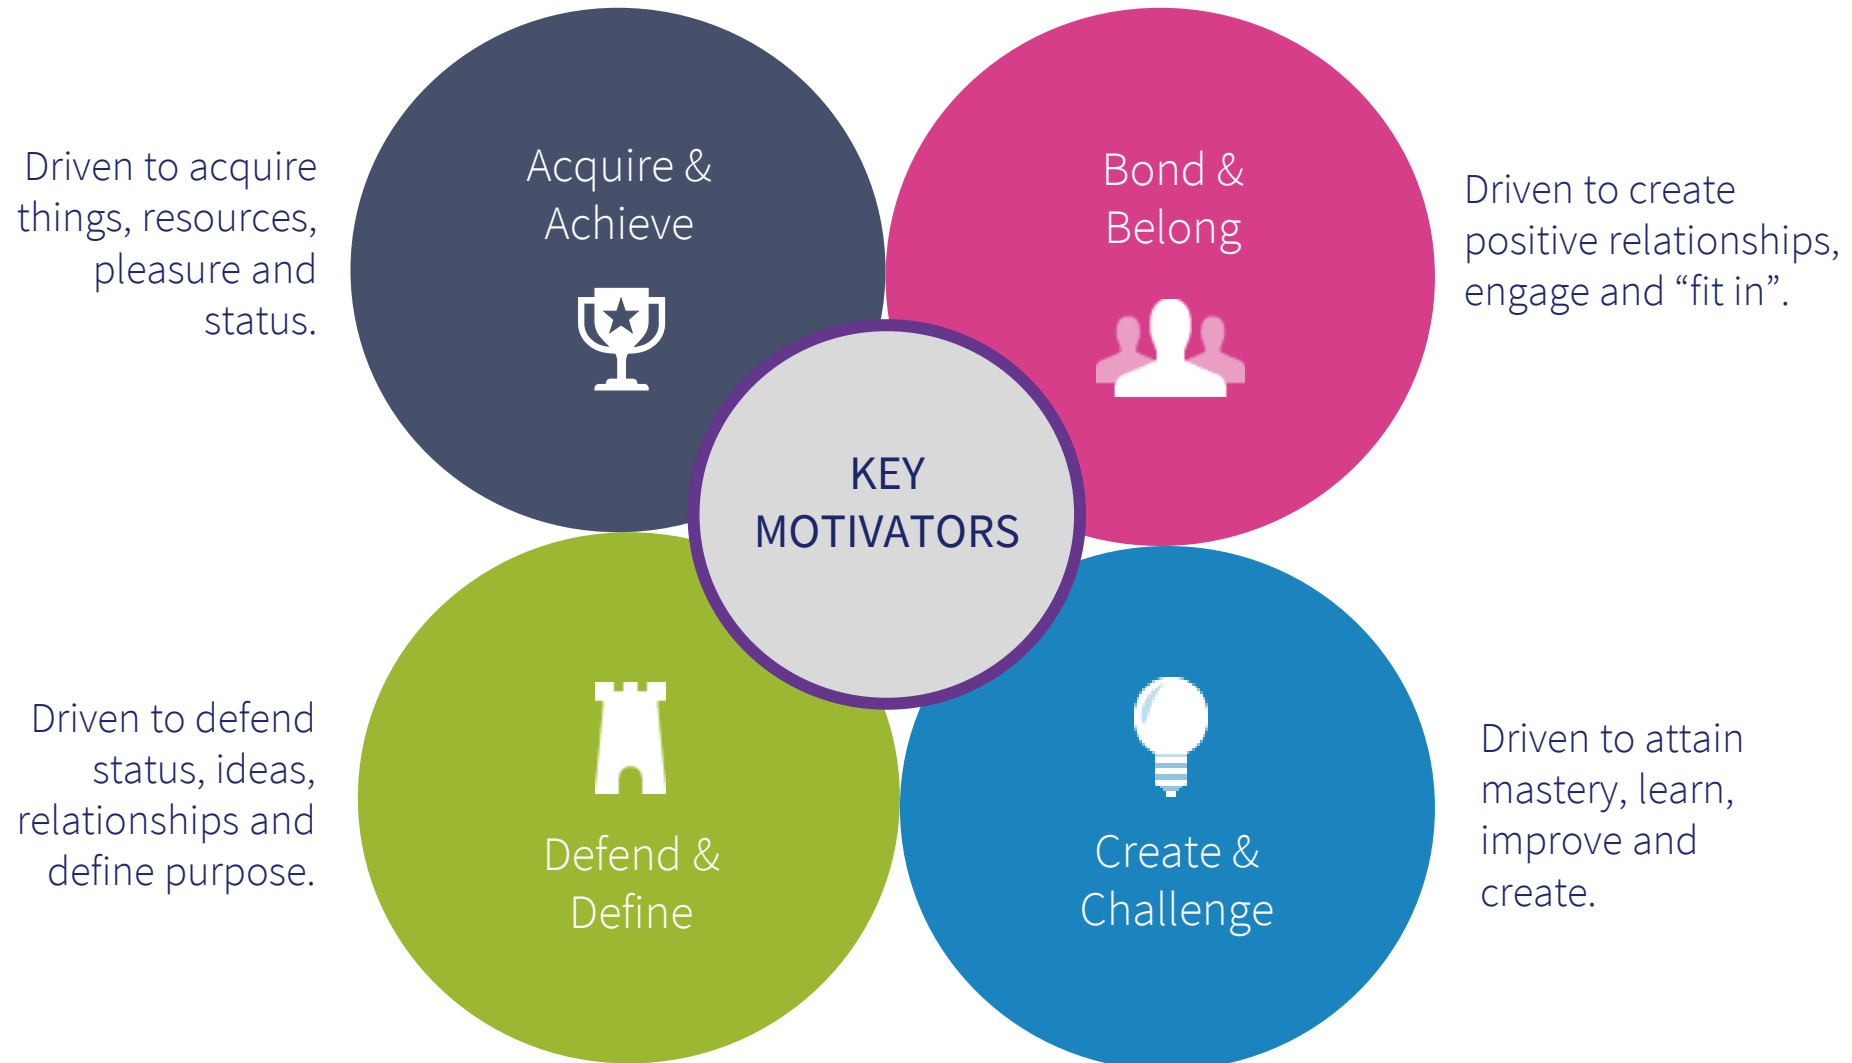 Driven to acquire
things, resources,
pleasure and
status.
Acquire &
Achieve
Bond &
Belong
Driven to create
positive relationships,
engage and “fit in”.
KEY
MOTIVATORS
Driven to defend
status, ideas,
relationships and
define purpose.
Defend &
Define
Create &
Challenge
Driven to attain
mastery, learn,
improve and
create.